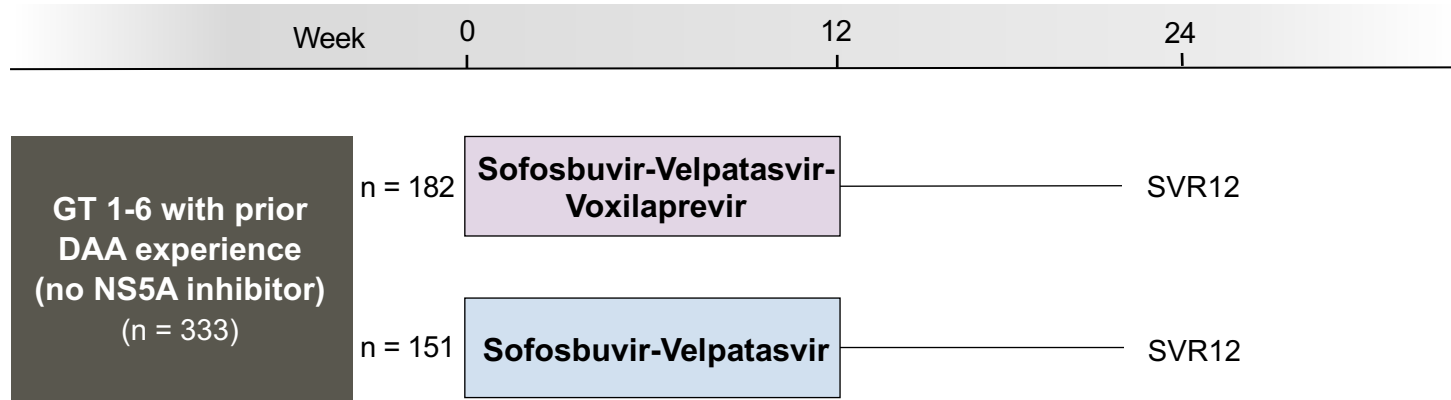 Week 0 12 24
GT 1-6 with prior
DAA experience
(no NS5A inhibitor)
(n = 333)
n = 182
Sofosbuvir-Velpatasvir-
Voxilaprevir
SVR12
n = 151
Sofosbuvir-Velpatasvir
SVR12